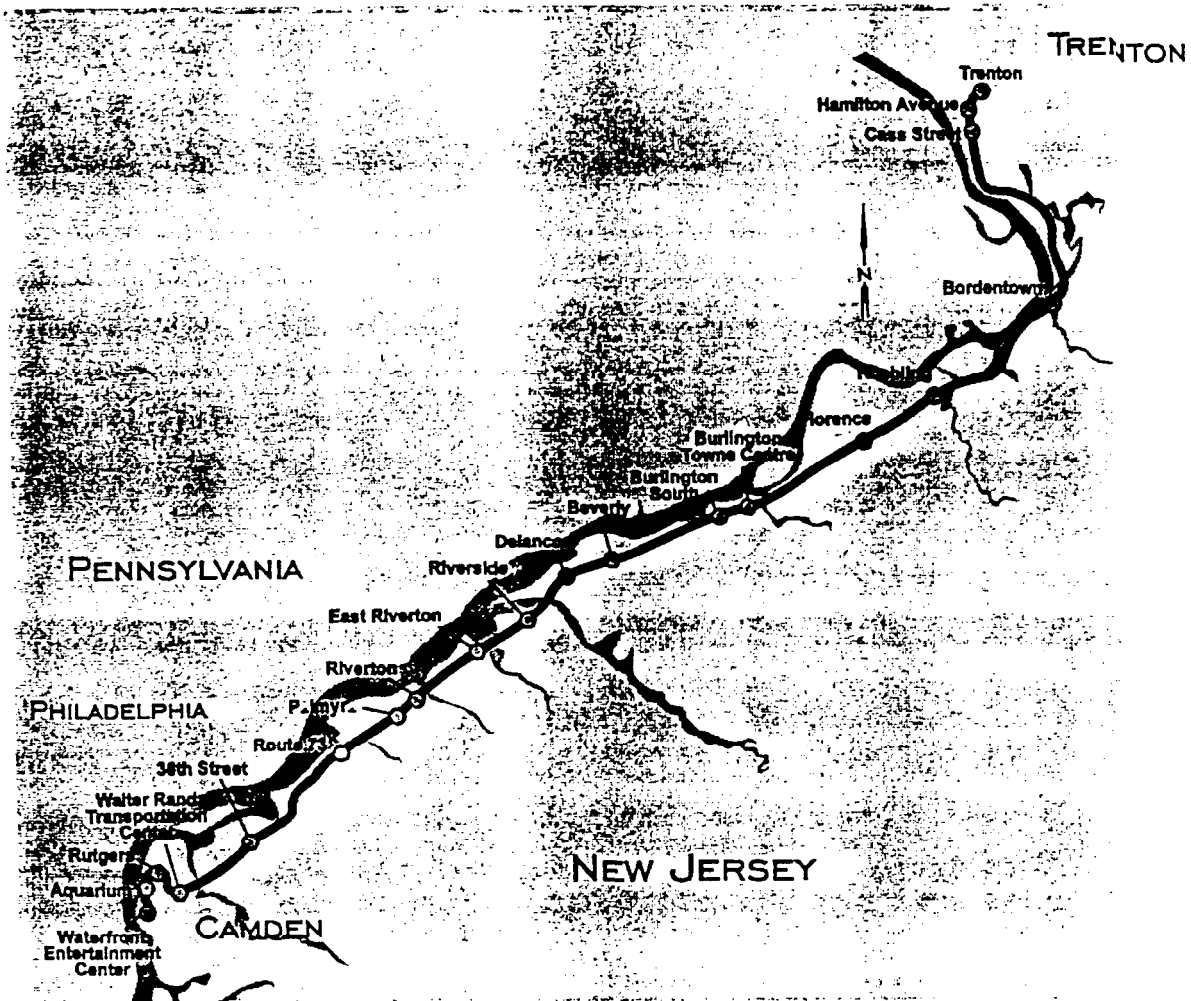 TRENTON
Trenton
Hamilton Avenue
Cass Street
N
Bordentown
Florence
Burlington
Towne Centre
Burlington
South
Beverly
Delanco
Riverside
PENNSYLVANIA
East Riverton
Riverton
PHILADELPHIA
Palmyra
Route 73
36th Street
Walter Rand
Transportation
Center
Rutgers
Aquarium
NEW JERSEY
CAMDEN
Waterfront
Entertainment
Center